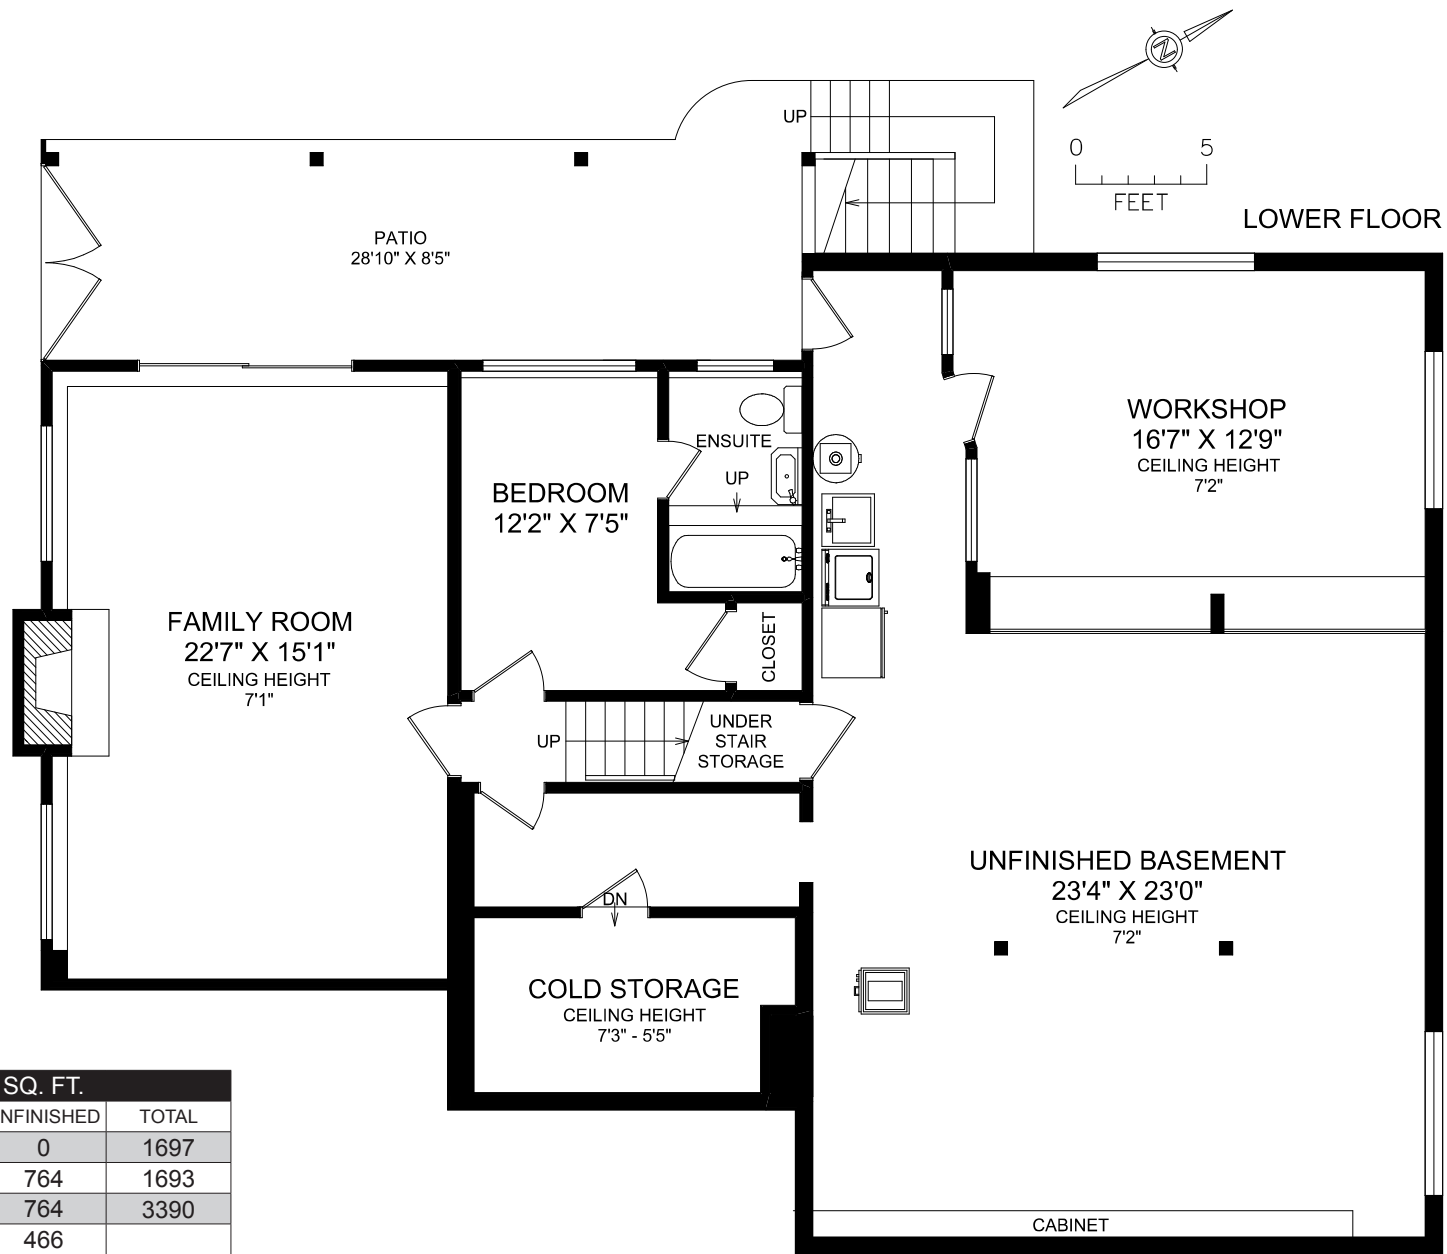 N
0 5
FEET
LOWER FLOOR
UP
PATIO
28'10" X 8'5"
WORKSHOP
16'7" X 12'9"
CEILING HEIGHT
7'2"
ENSUITE
UP
BEDROOM
12'2" X 7'5"
FAMILY ROOM
22'7" X 15'1"
CEILING HEIGHT
7'1"
CLOSET
UP
UNDER
STAIR
STORAGE
UNFINISHED BASEMENT
23'4" X 23'0"
CEILING HEIGHT
7'2"
DN
COLD STORAGE
CEILING HEIGHT
7'3" - 5'5"
CABINET
SQ. FT.
NFINISHED TOTAL
0 1697
764 1693
764 3390
466